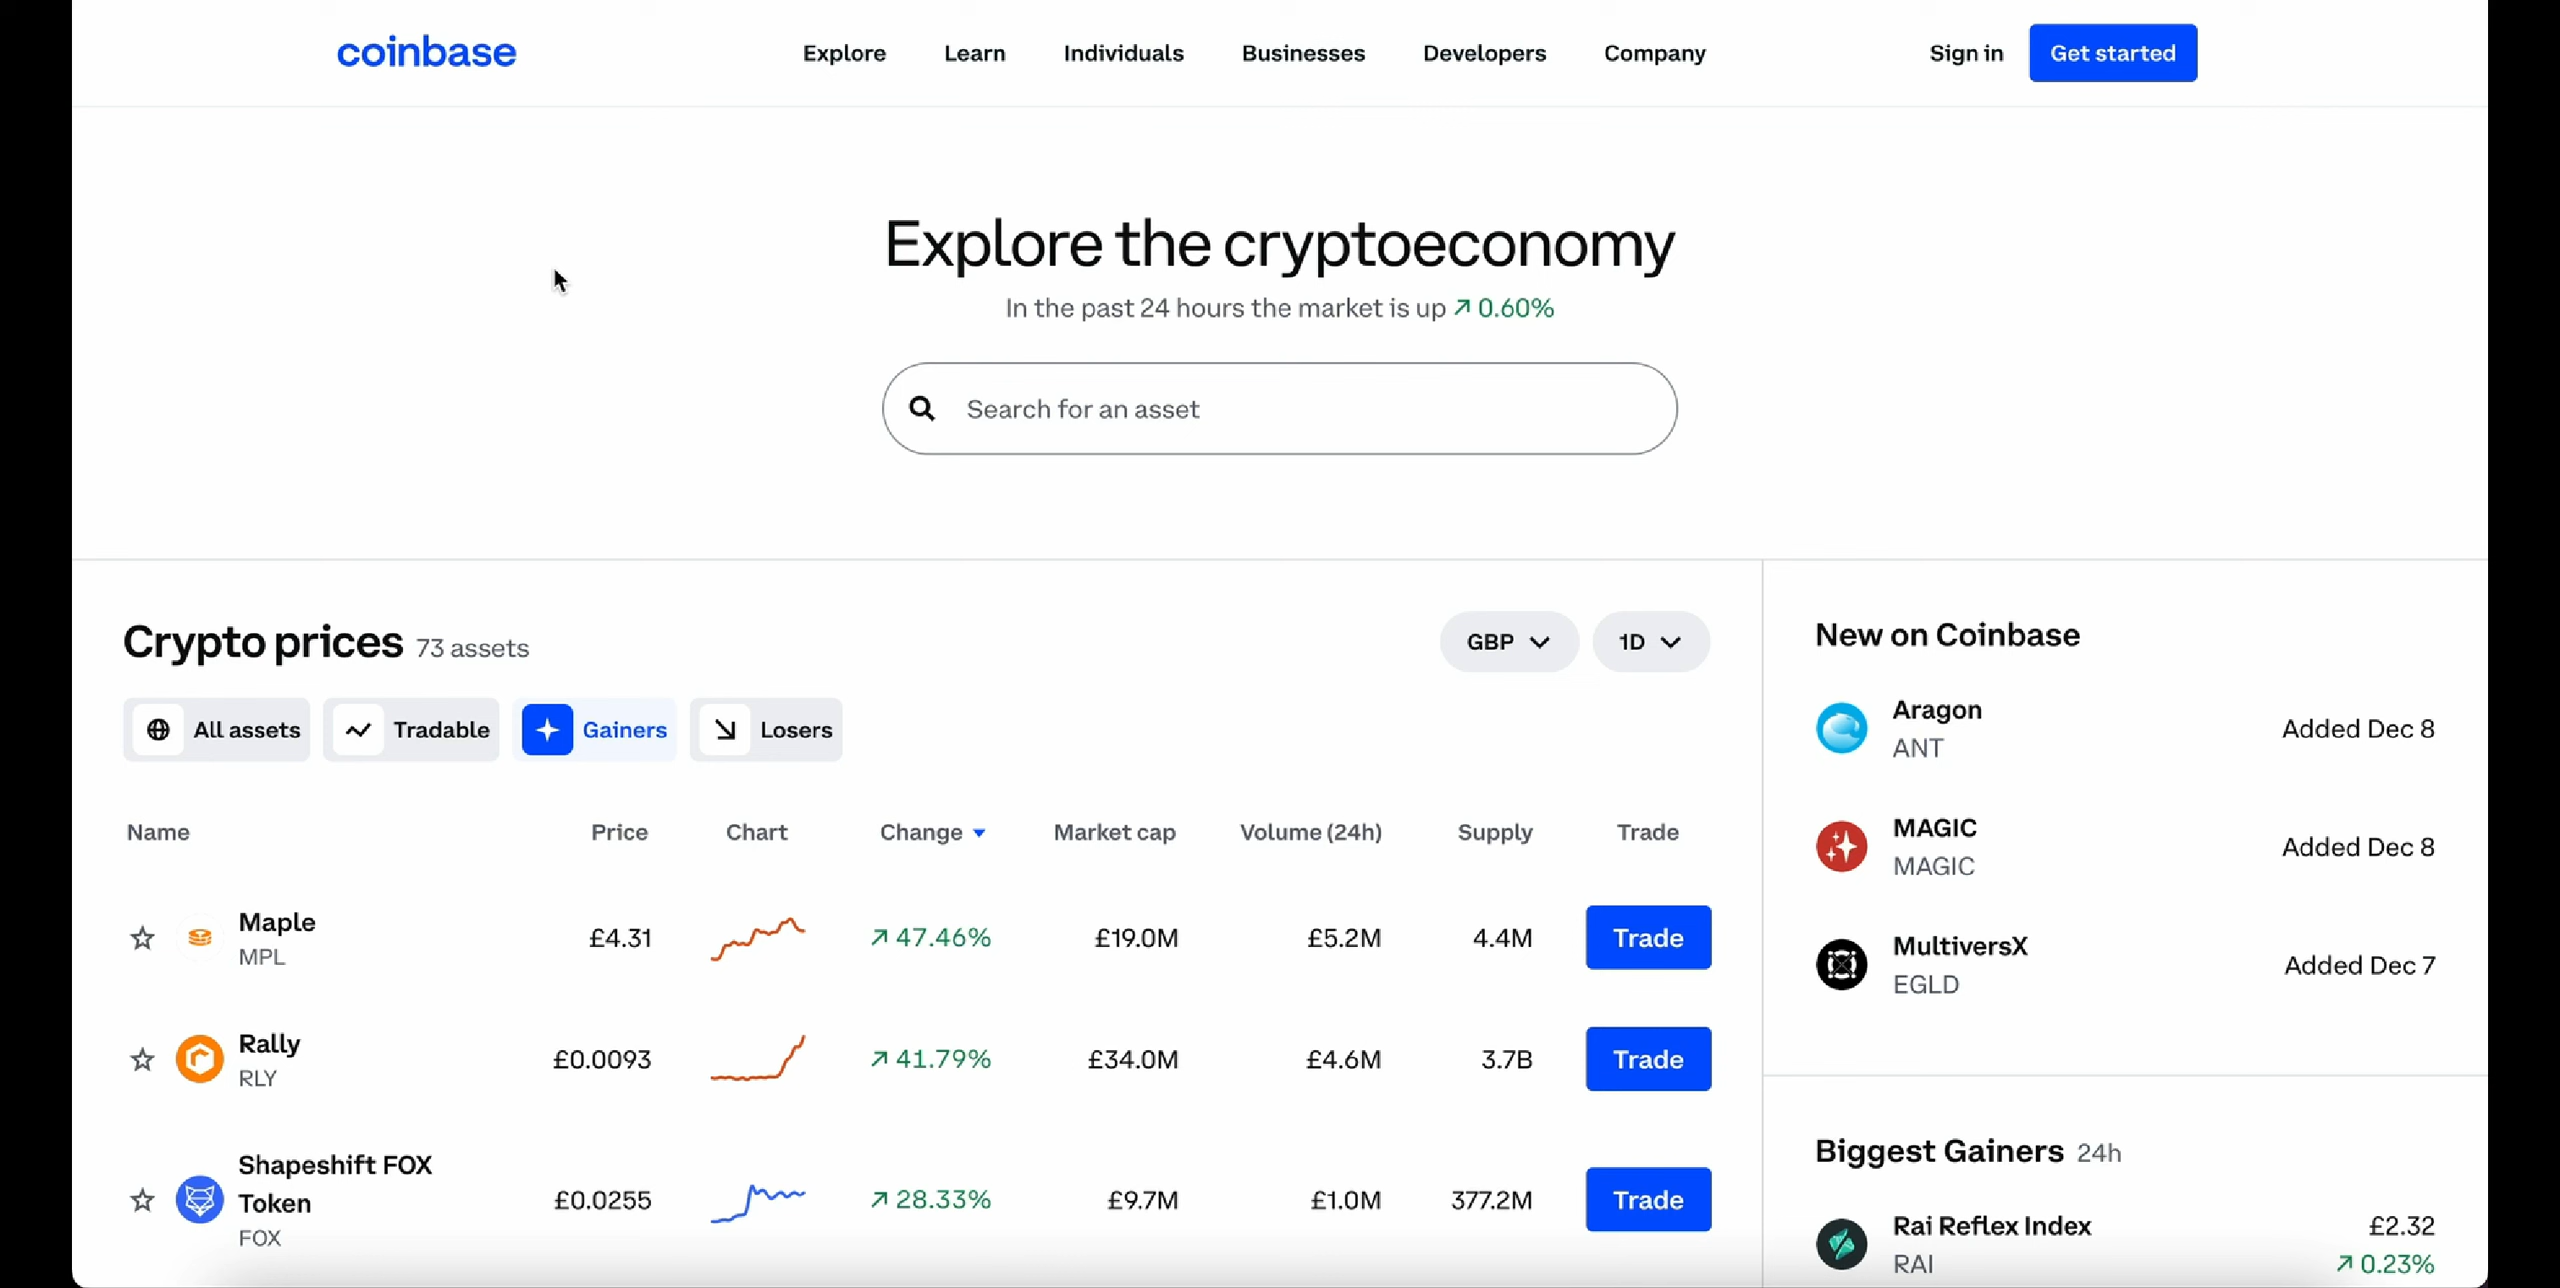 coinbase
Explore Learn Individuals Businesses Developers Company
Sign in Get started
Explore the cryptoeconomy
In the past 24 hours the market is up ↗ 0.60%
Search for an asset
Crypto prices 73 assets
GBP 1D
All assets Tradable Gainers Losers
Name Price Chart Change Market cap Volume (24h) Supply Trade
Maple
MPL
£4.31 ↗ 47.46% £19.0M £5.2M 4.4M Trade
Rally
RLY
£0.0093 ↗ 41.79% £34.0M £4.6M 3.7B Trade
Shapeshift FOX
Token
FOX
£0.0255 ↗ 28.33% £9.7M £1.0M 377.2M Trade
New on Coinbase
Aragon
ANT
Added Dec 8
MAGIC
MAGIC
Added Dec 8
MultiversX
EGLD
Added Dec 7
Biggest Gainers 24h
Rai Reflex Index
RAI
£2.32
↗ 0.23%